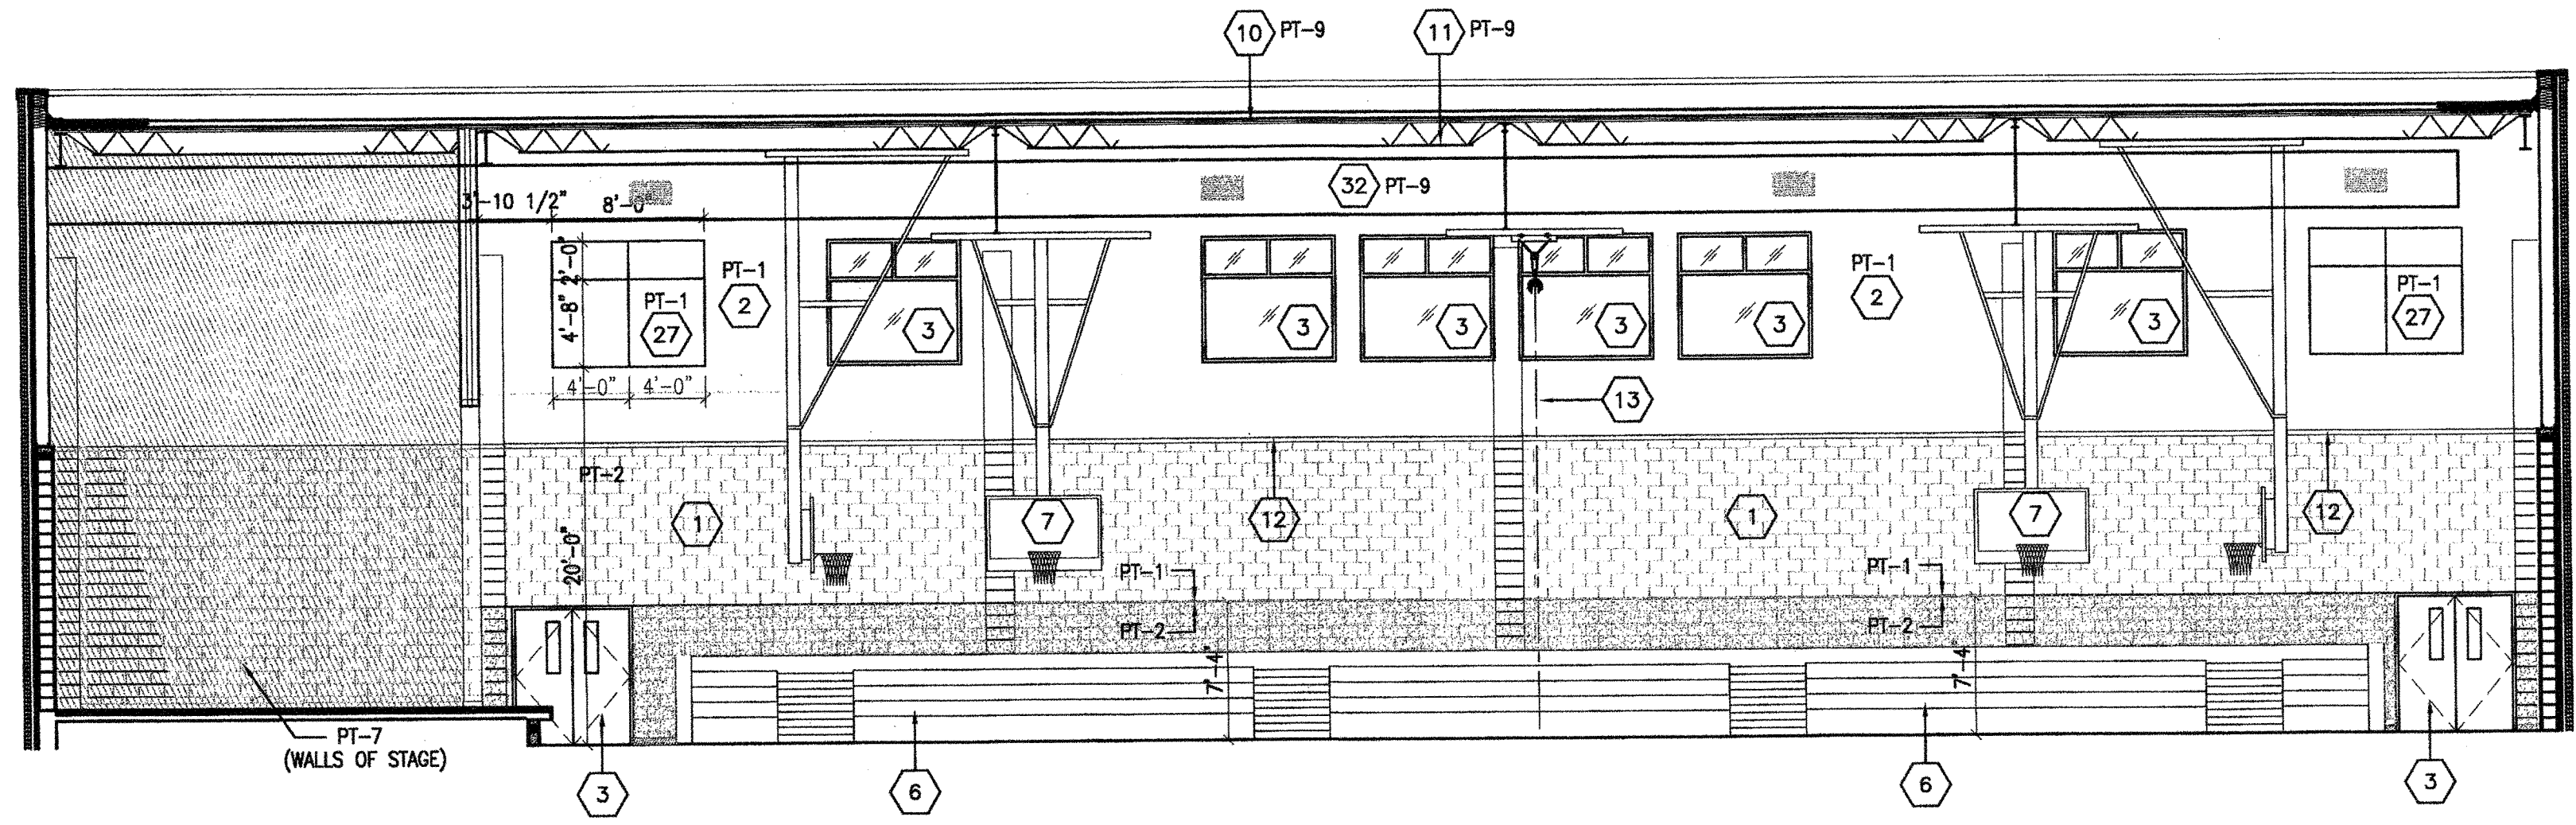 10 PT-9
11 PT-9
32 PT-9
3'-10 1/2"
8'-0"
2'-0"
4'-8"
PT-1
27
PT-1
2
3
3
3
3
3
PT-1
2
3
PT-1
27
4'-0"
4'-0"
13
PT-2
1
20'-0"
7
12
1
7
12
PT-1
PT-2
PT-1
PT-2
7'-4"
7'-4"
PT-7
(WALLS OF STAGE)
3
6
6
3